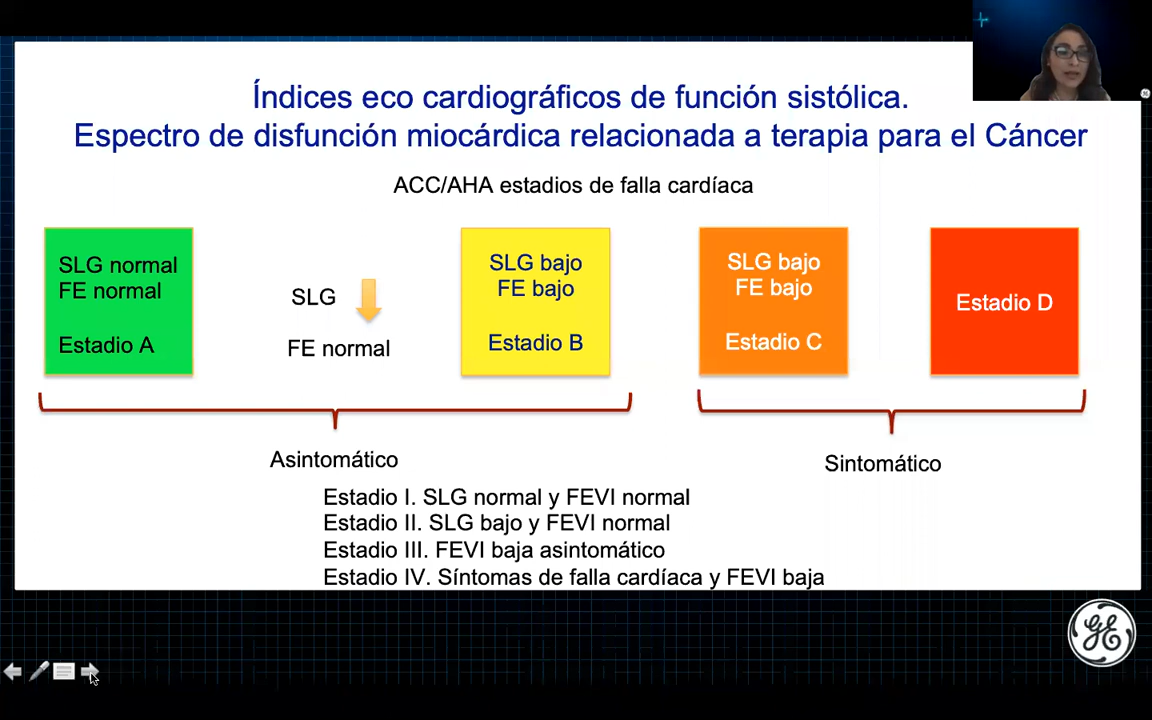 Índices eco cardiográficos de función sistólica.
Espectro de disfunción miocárdica relacionada a terapia para el Cáncer
ACC/AHA estadios de falla cardíaca
SLG normal
FE normal
Estadio A
SLG
FE normal
SLG bajo
FE bajo
Estadio B
SLG bajo
FE bajo
Estadio C
Estadio D
Asintomático
Sintomático
Estadio I. SLG normal y FEVI normal
Estadio II. SLG bajo y FEVI normal
Estadio III. FEVI baja asintomático
Estadio IV. Síntomas de falla cardíaca y FEVI baja
GE